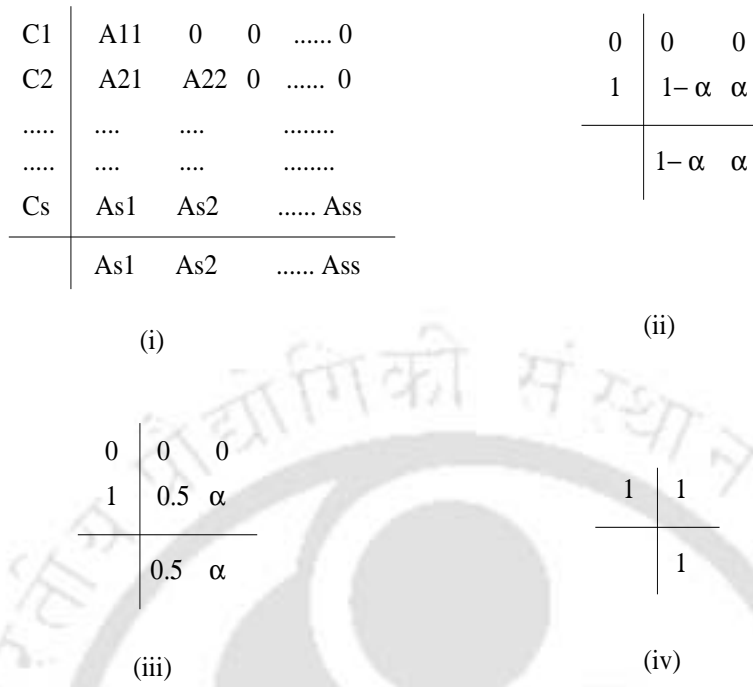 C1 A11 0 0 ...... 0
C2 A21 A22 0 ...... 0
..... .... .... ........
..... .... .... ........
Cs As1 As2 ...... Ass
As1 As2 ...... Ass
(i)
0 0 0
1 1− α α
1− α α
(ii)
0 0 0
1 0.5 α
0.5 α
(iii)
1 1
1
(iv)